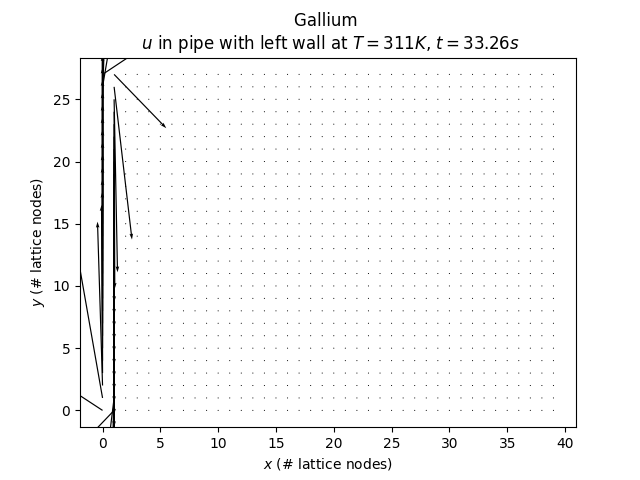 Gallium
u in pipe with left wall at T = 311K, t = 33.26s
25
20
15
10
5
0
y (# lattice nodes)
0 5 10 15 20 25 30 35 40
x (# lattice nodes)